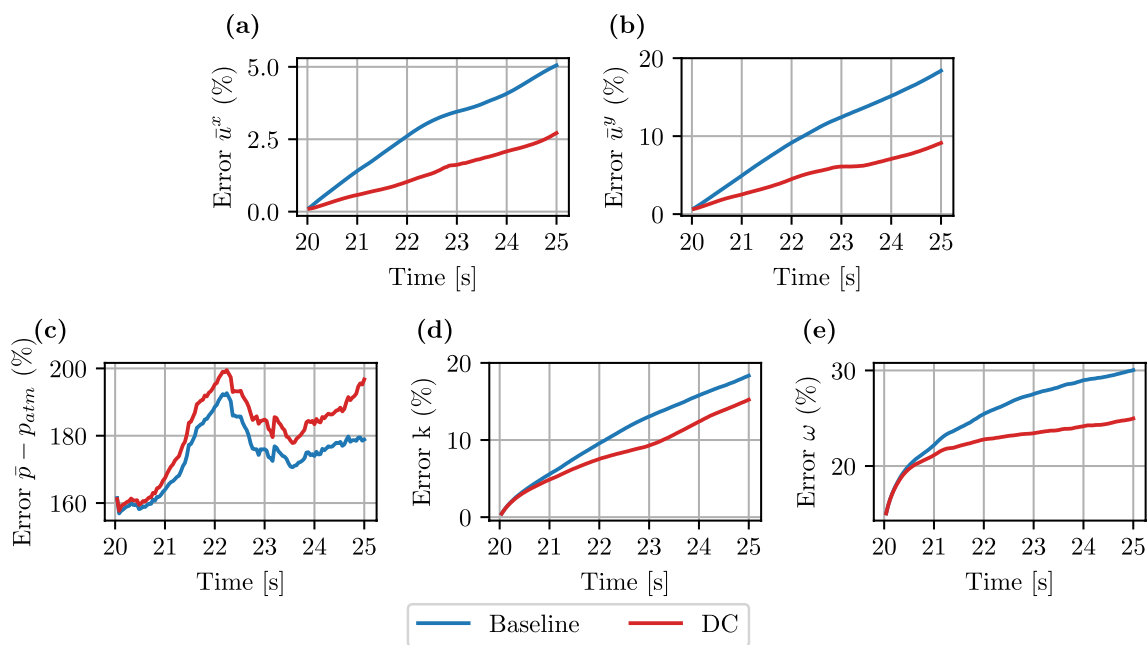 (a) (b)
Error ū^x (%)
5.0
2.5
0.0
20 21 22 23 24 25
Time [s]
Error ū^y (%)
20
10
0
20 21 22 23 24 25
Time [s]
(c) (d) (e)
Error p̄ − p_atm (%)
200
180
160
20 21 22 23 24 25
Time [s]
Error k (%)
20
10
0
20 21 22 23 24 25
Time [s]
Error ω (%)
30
20
20 21 22 23 24 25
Time [s]
Baseline DC